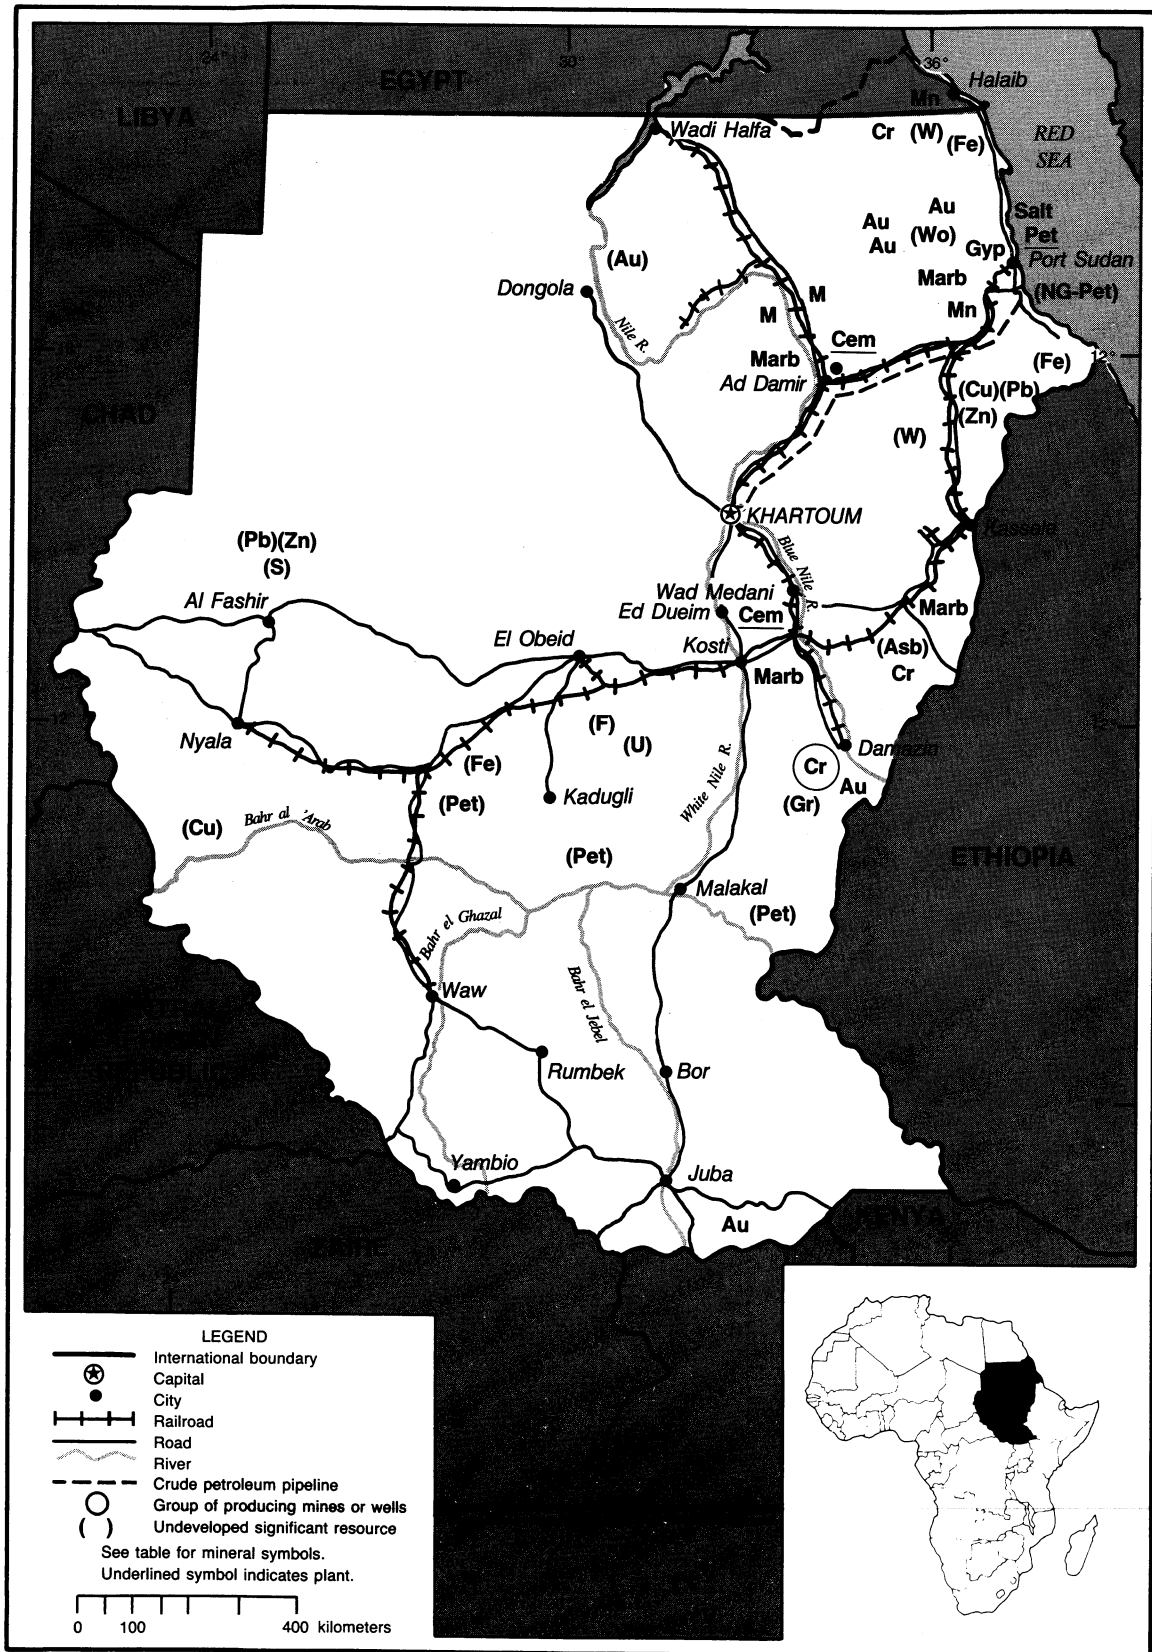 24°
30°
36°
EGYPT
LIBYA
Halaib
Mn
Wadi Halfa
Cr (W) (Fe)
RED
SEA
Au
Au
Au
(Wo)
Salt
Pet
Gyp
Port Sudan
(Au)
Marb
(NG-Pet)
Dongola
M
M
Mn
Nile R.
Cem
Marb
Ad Damir
12°
(Fe)
CHAD
(Cu)(Pb)
(Zn)
(W)
KHARTOUM
Kassala
(Pb)(Zn)
(S)
Blue Nile R.
Al Fashir
Wad Medani
Ed Dueim
Cem
Marb
El Obeid
Kosti
(Asb)
Cr
Marb
12°
Nyala
(F)
(U)
Damazin
(Fe)
(Pet)
Kadugli
White Nile R.
Cr
Au
(Gr)
(Cu)
Bahr al 'Arab
(Pet)
ETHIOPIA
Malakal
(Pet)
Bahr el Ghazal
Bahr el Jebel
Waw
Rumbek
Bor
Yambio
Juba
Au
KENYA
ZAIRE
LEGEND
International boundary
Capital
City
Railroad
Road
River
Crude petroleum pipeline
Group of producing mines or wells
( ) Undeveloped significant resource
See table for mineral symbols.
Underlined symbol indicates plant.
0 100 400 kilometers